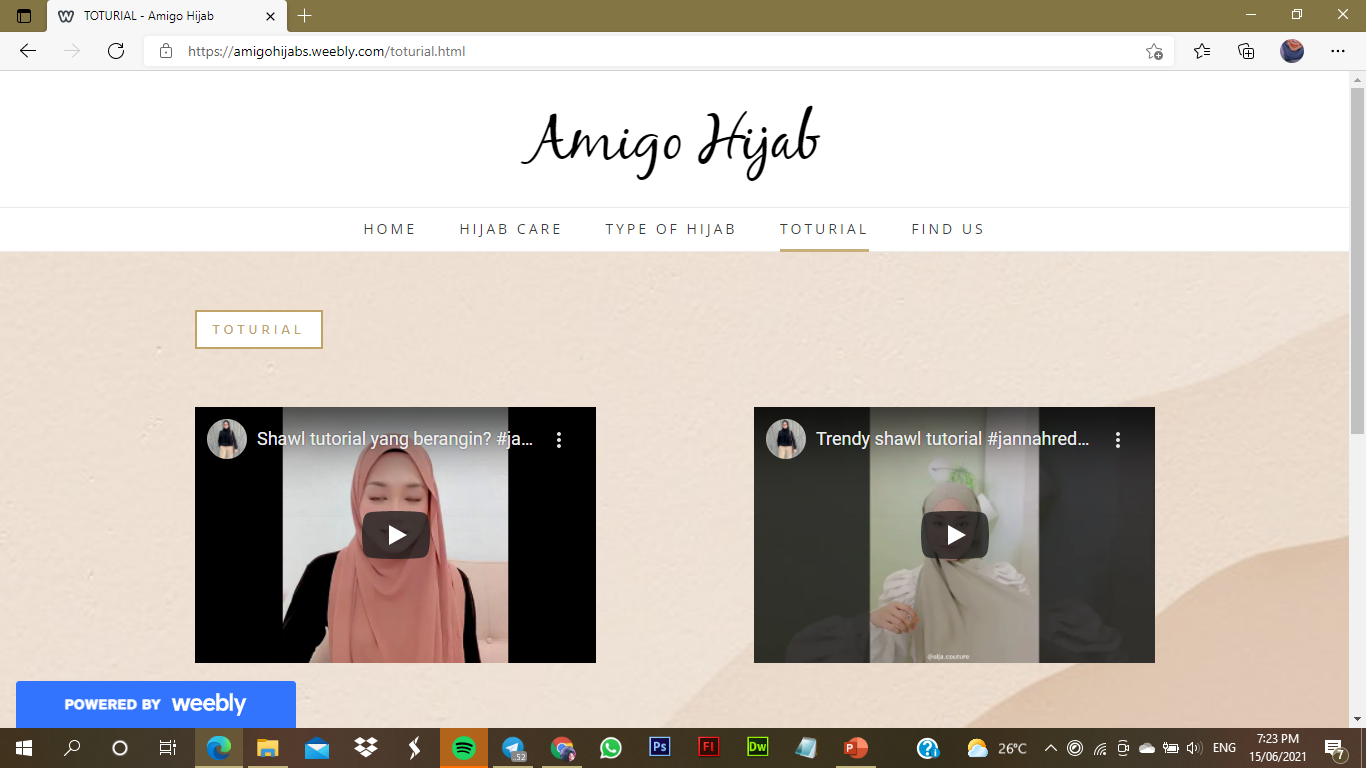 TOTURIAL - Amigo Hijab
https://amigohijabs.weebly.com/toturial.html
Amigo Hijab
HOME HIJAB CARE TYPE OF HIJAB TOTURIAL FIND US
TOTURIAL
Shawl tutorial yang berangin? #ja...
Trendy shawl tutorial #jannahred...
@elja.couture
POWERED BY weebly
52
Ps
Fl
Dw
P
26°C
ENG
7:23 PM
15/06/2021
7